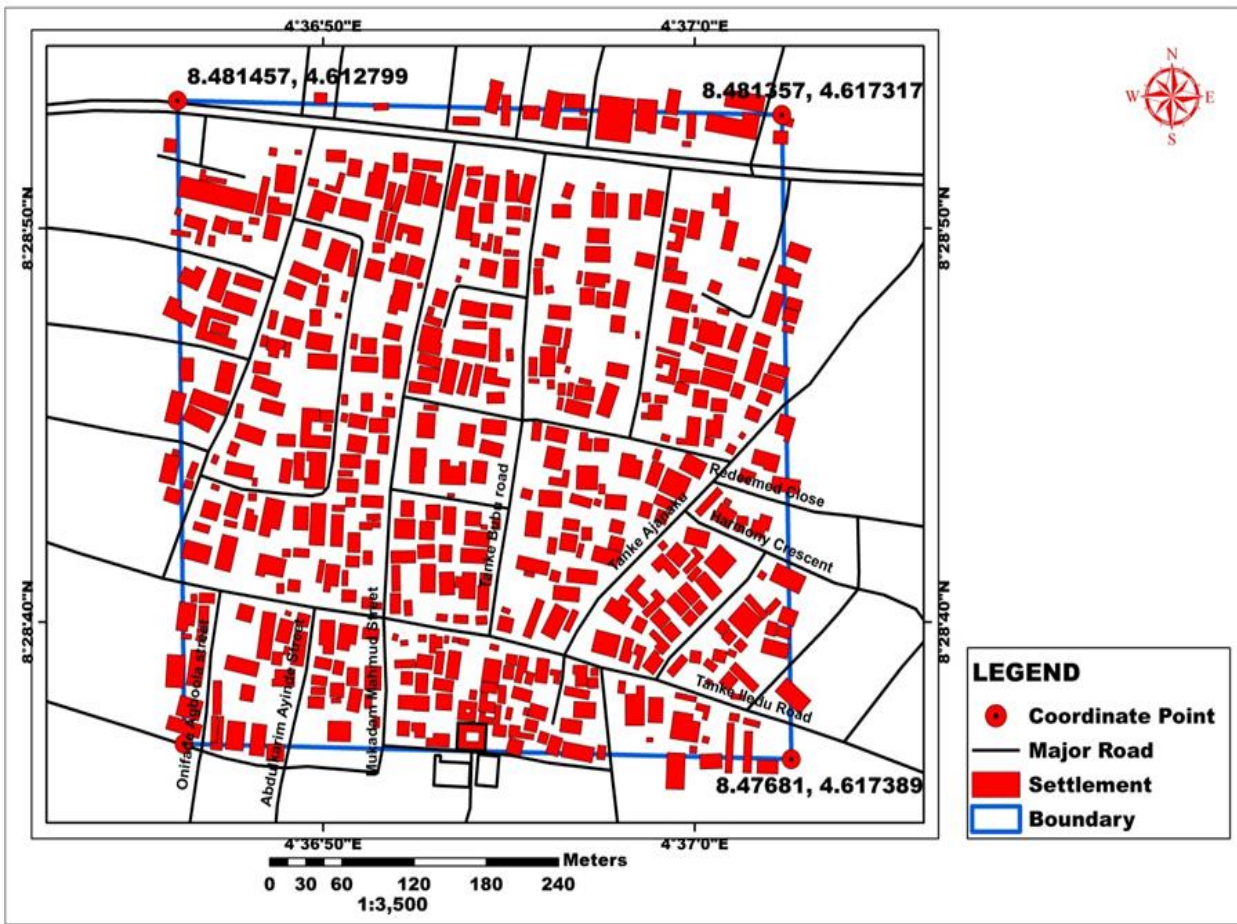 4°36'50"E
4°37'0"E
N
W
E
S
8.481457, 4.612799
8.481357, 4.617317
8°28'50"N
8°28'50"N
Redeemed Close
Harmony Crescent
Tanke Bubu road
Tanke Ajanaku
8°28'40"N
8°28'40"N
Onifade Agboola street
Abdulkarim Ayinde Street
Mukadam Mahmud Street
Tanke Iledu Road
8.47681, 4.617389
LEGEND
Coordinate Point
Major Road
Settlement
Boundary
4°36'50"E
4°37'0"E
Meters
0 30 60 120 180 240
1:3,500